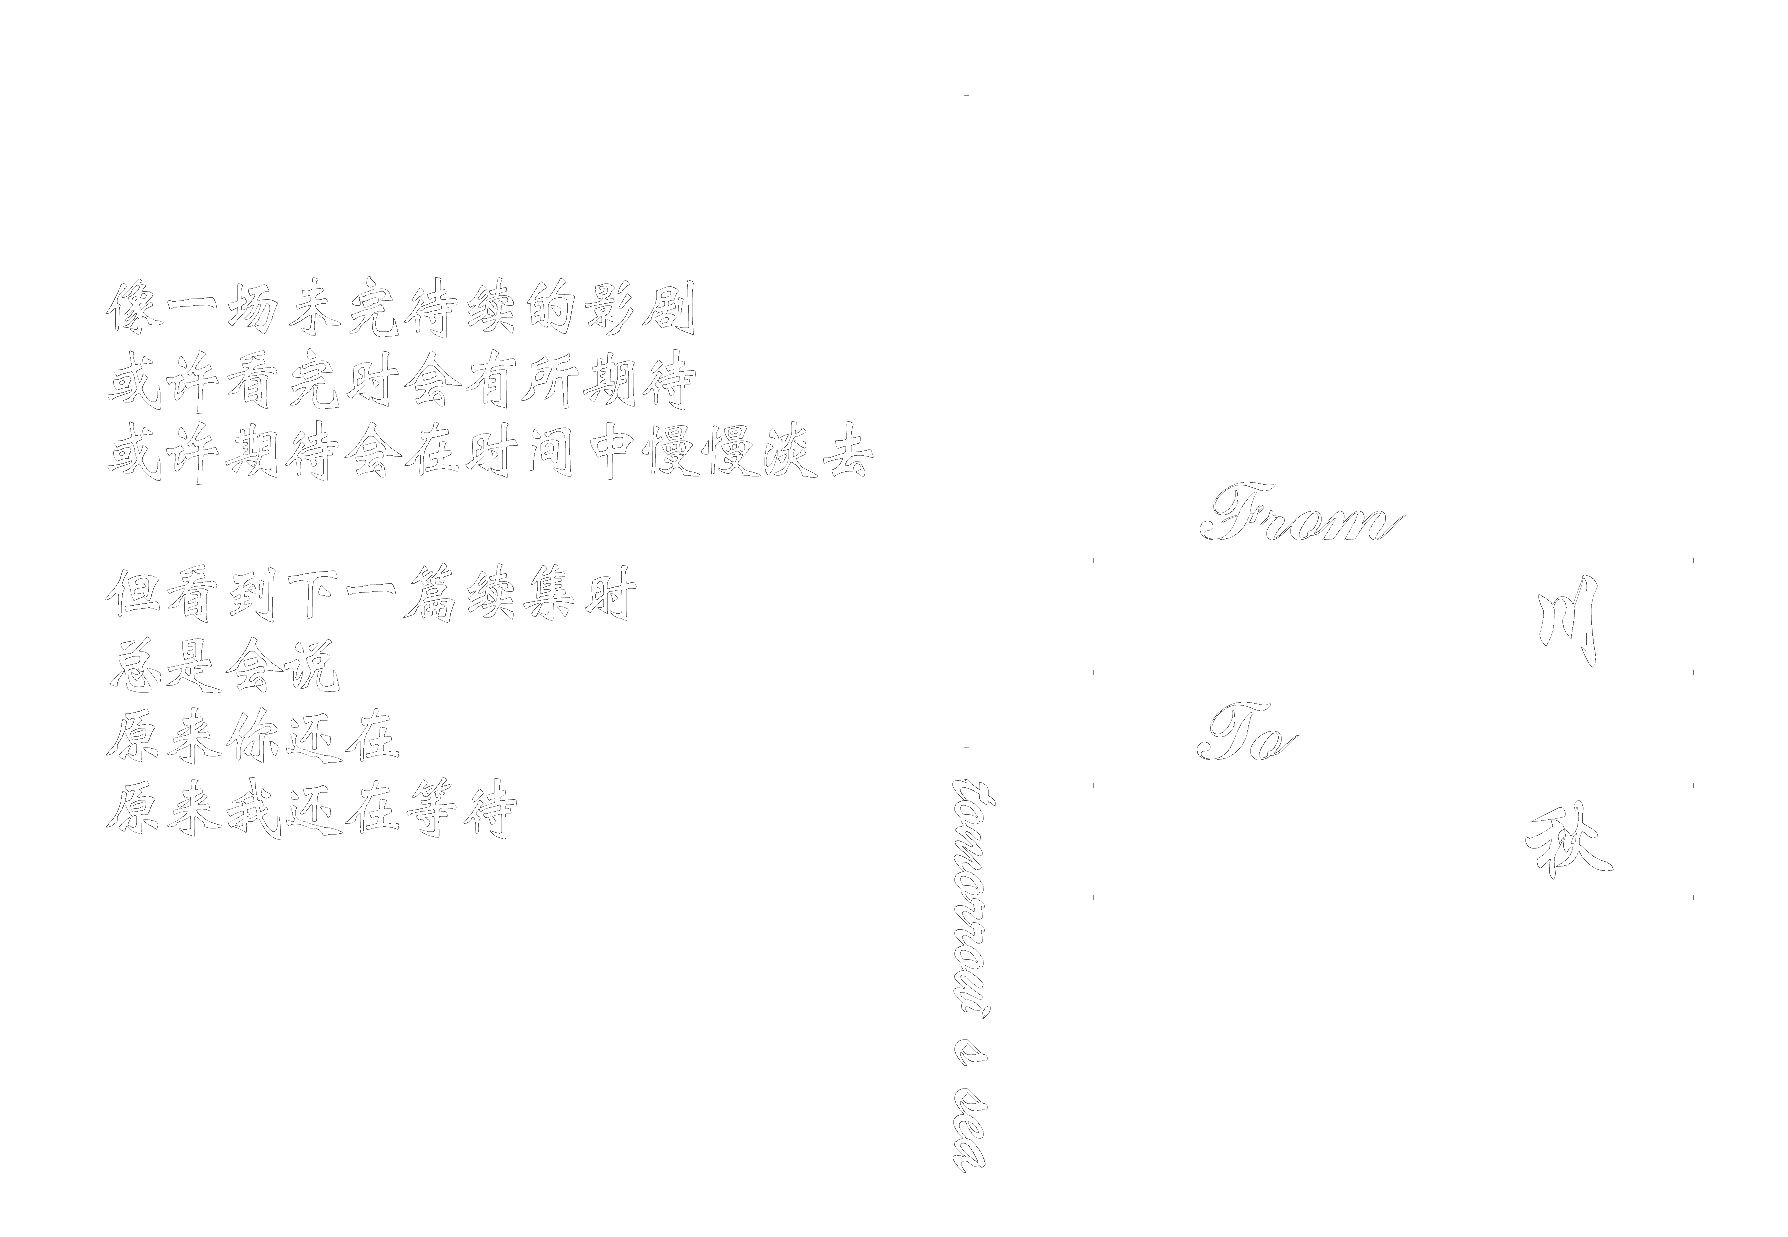 像一场未完待续的影剧
或许看完时会有所期待
或许期待会在时间中慢慢淡去
但看到下一篇续集时
总是会说
原来你还在
原来我还在等待
tomorrow' s sea
From
川
To
秋